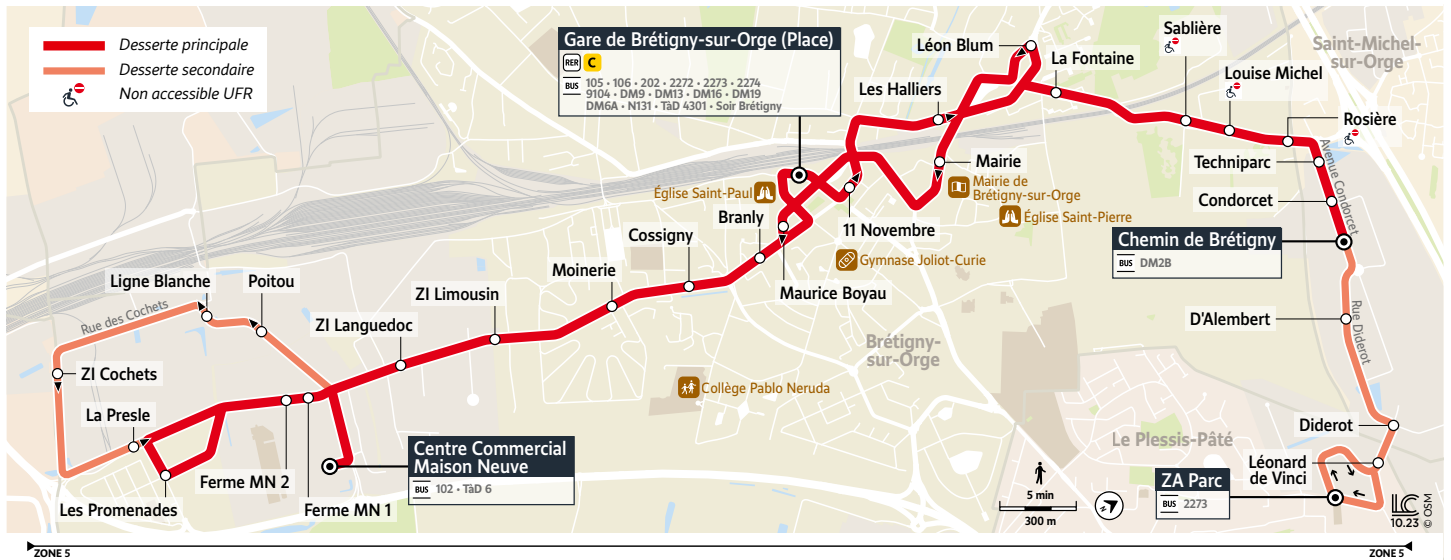 Desserte principale
Desserte secondaire
Non accessible UFR
Gare de Brétigny-sur-Orge (Place)
RER C
BUS 105 • 106 • 202 • 2272 • 2273 • 2274
9104 • DM9 • DM13 • DM16 • DM19
DM6A • N131 • TàD 4301 • Soir Brétigny
Léon Blum
La Fontaine
Sablière
Saint-Michel-
sur-Orge
Louise Michel
Les Halliers
Rosière
Techniparc
Avenue Condorcet
Mairie
Mairie de
Brétigny-sur-Orge
Église Saint-Paul
Église Saint-Pierre
Condorcet
Branly
11 Novembre
Chemin de Brétigny
BUS DM2B
Cossigny
Gymnase Joliot-Curie
Moinerie
Maurice Boyau
Ligne Blanche
Poitou
ZI Limousin
Rue des Cochets
ZI Languedoc
D'Alembert
Rue Diderot
Brétigny-
sur-Orge
ZI Cochets
Collège Pablo Neruda
La Presle
Diderot
Le Plessis-Pâté
Centre Commercial
Maison Neuve
BUS 102 • TàD 6
Léonard
de Vinci
ZA Parc
BUS 2273
Ferme MN 2
Les Promenades
Ferme MN 1
5 min
300 m
LC
10.23 © OSM
ZONE 5
ZONE 5